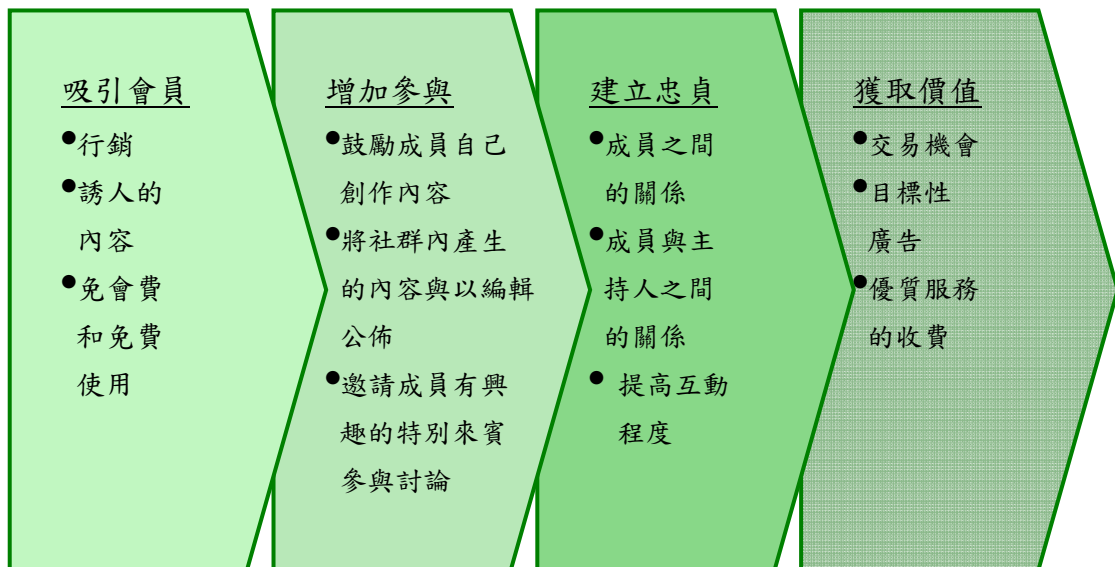 吸引會員
●行銷
●誘人的
內容
●免會費
和免費
使用
增加參與
●鼓勵成員自己
創作內容
●將社群內產生
的內容與以編輯
公佈
●邀請成員有興
趣的特別來賓
參與討論
建立忠貞
●成員之間
的關係
●成員與主
持人之間
的關係
● 提高互動
程度
獲取價值
●交易機會
●目標性
廣告
●優質服務
的收費